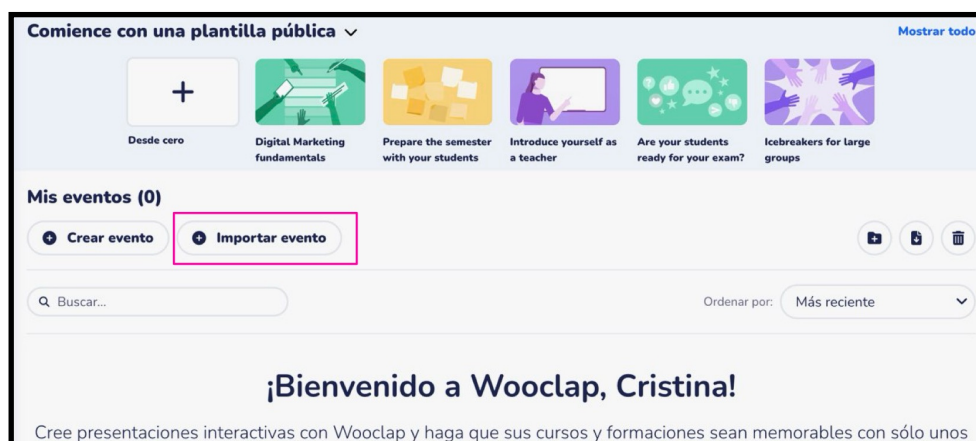 Comience con una plantilla pública
Mostrar todo
Desde cero
Digital Marketing
fundamentals
Prepare the semester
with your students
Introduce yourself as
a teacher
Are your students
ready for your exam?
Icebreakers for large
groups
Mis eventos (0)
Crear evento
Importar evento
Buscar...
Ordenar por:
Más reciente
¡Bienvenido a Wooclap, Cristina!
Cree presentaciones interactivas con Wooclap y haga que sus cursos y formaciones sean memorables con sólo unos